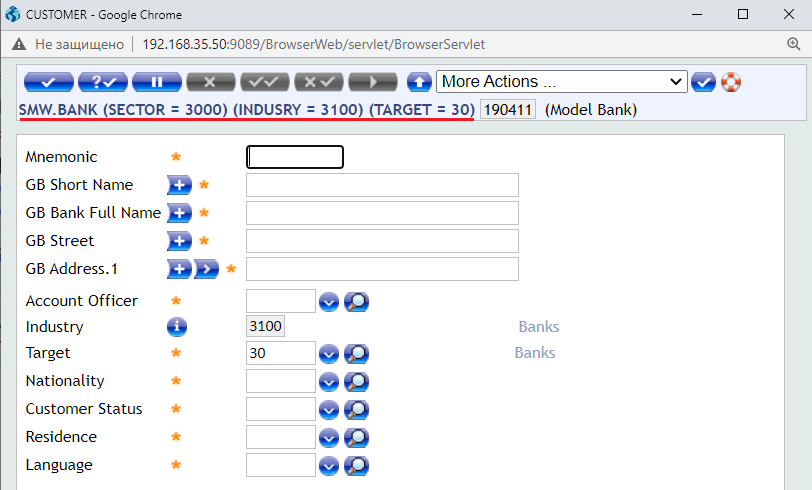 CUSTOMER - Google Chrome
Не защищено 192.168.35.50:9089/BrowserWeb/servlet/BrowserServlet
More Actions ...
SMW.BANK (SECTOR = 3000) (INDUSRY = 3100) (TARGET = 30) 190411 (Model Bank)
Mnemonic *
GB Short Name *
GB Bank Full Name *
GB Street *
GB Address.1 *
Account Officer *
Industry 3100 Banks
Target * 30 Banks
Nationality *
Customer Status *
Residence *
Language *